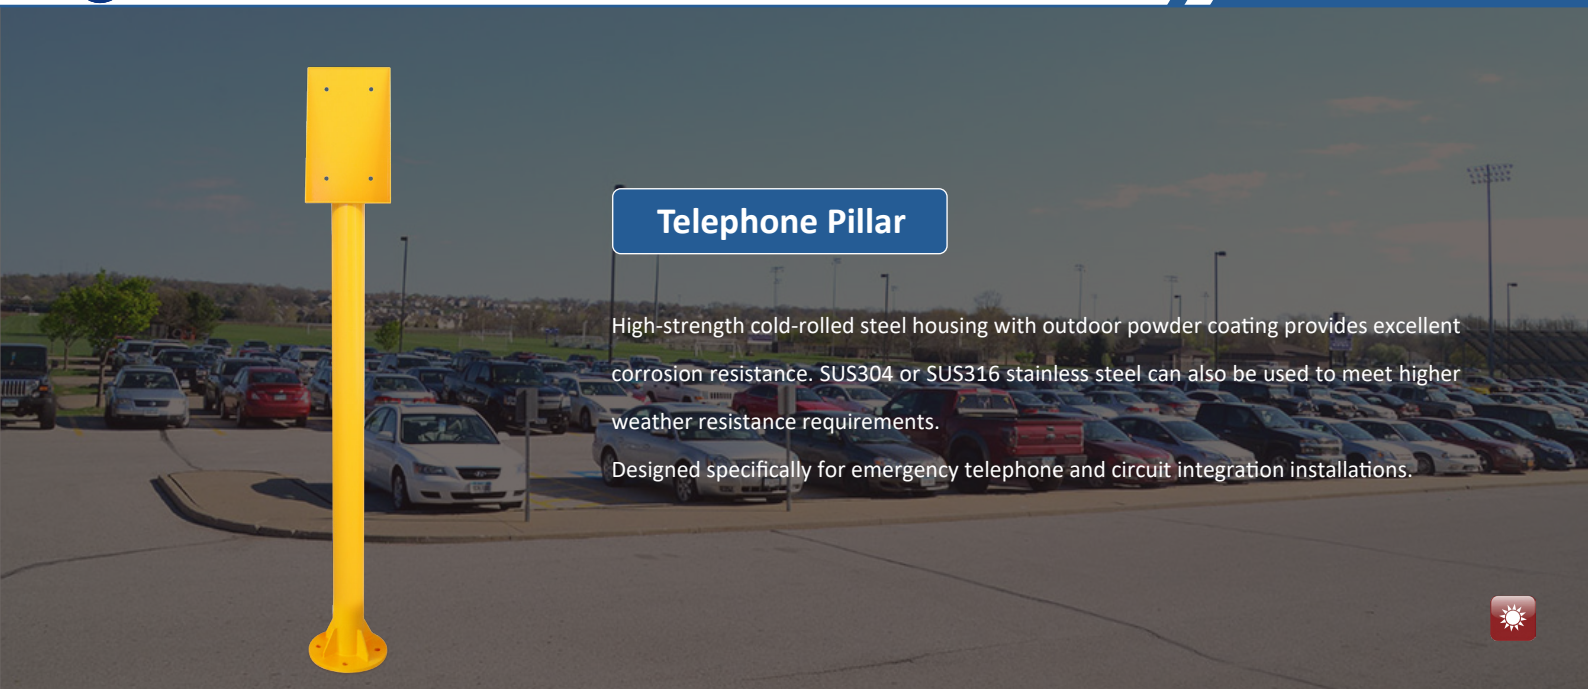 Telephone Pillar
High-strength cold-rolled steel housing with outdoor powder coating provides excellent
corrosion resistance. SUS304 or SUS316 stainless steel can also be used to meet higher
weather resistance requirements.
Designed specifically for emergency telephone and circuit integration installations.